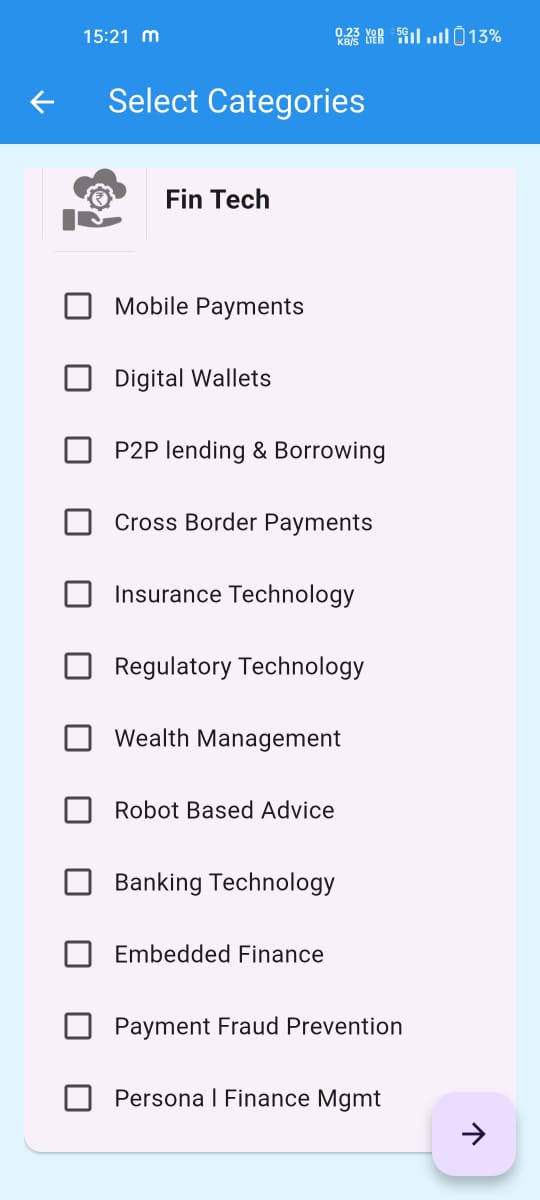 15:21 m 0.23 KB/S VoD LTE 5G 13%
Select Categories
Fin Tech
Mobile Payments
Digital Wallets
P2P lending & Borrowing
Cross Border Payments
Insurance Technology
Regulatory Technology
Wealth Management
Robot Based Advice
Banking Technology
Embedded Finance
Payment Fraud Prevention
Persona l Finance Mgmt